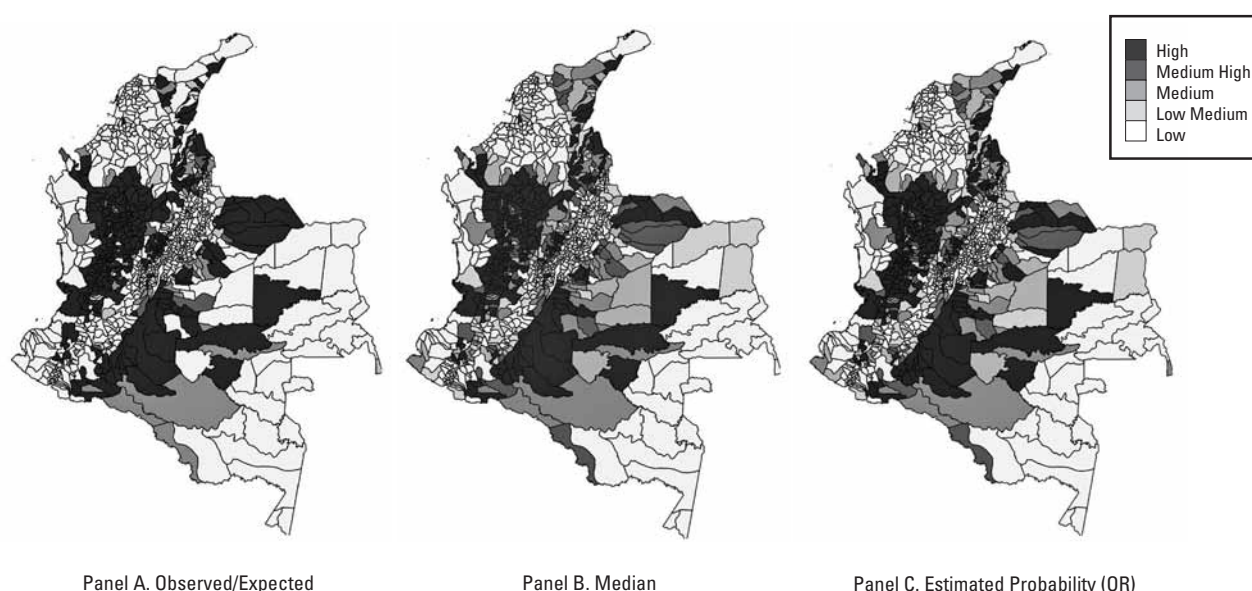 High
Medium High
Medium
Low Medium
Low
Panel A. Observed/Expected
Panel B. Median
Panel C. Estimated Probability (OR)